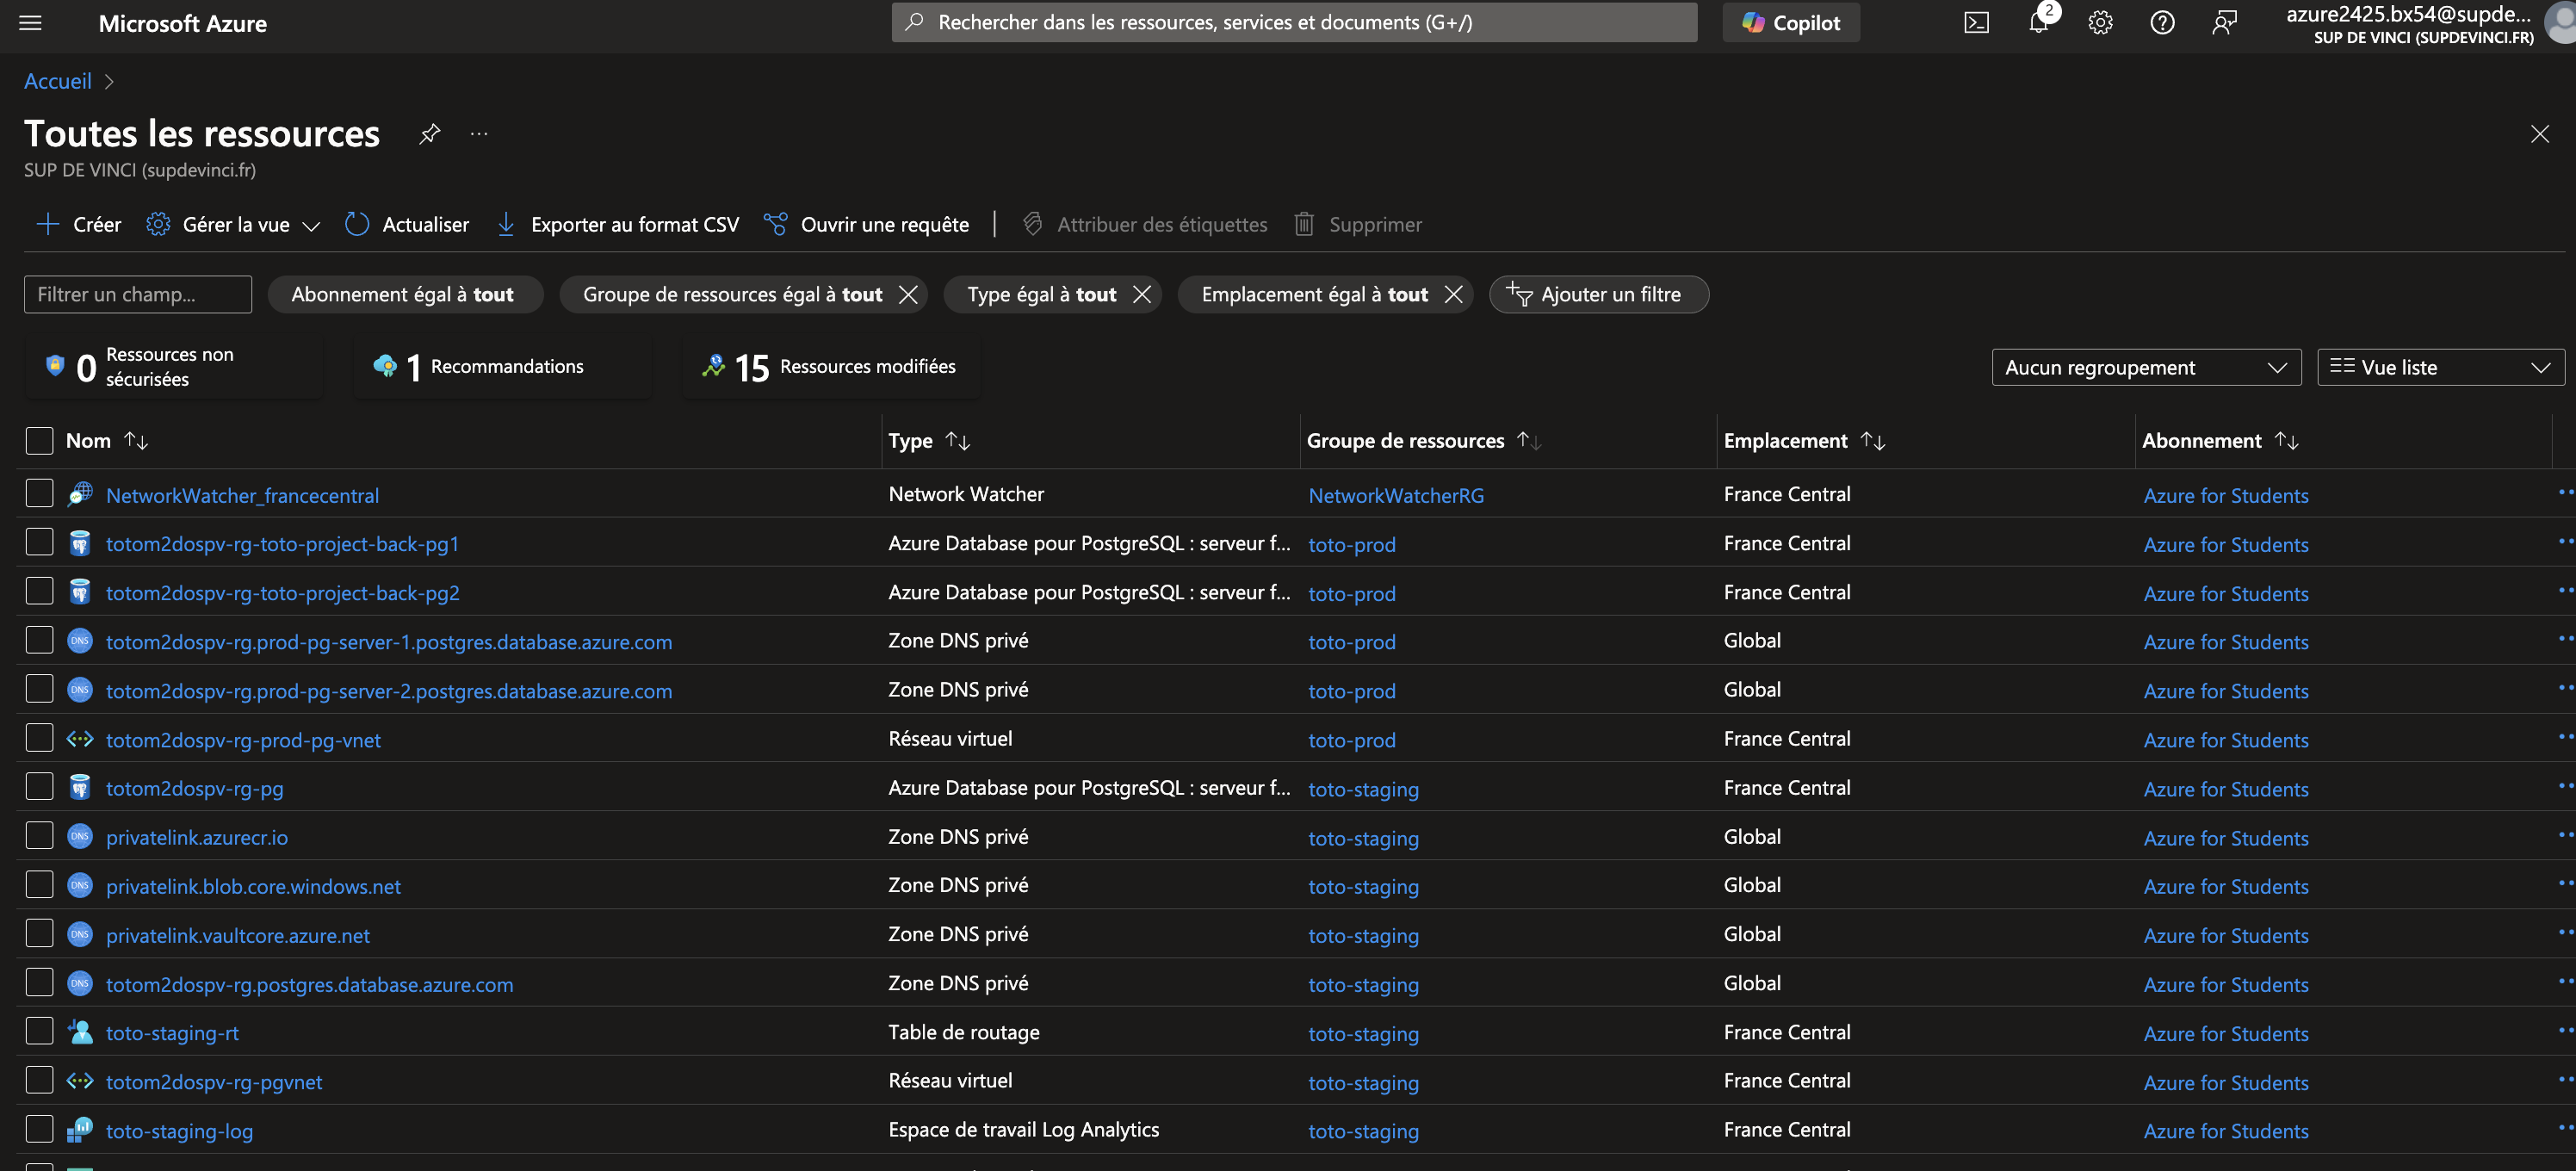 Microsoft Azure
Rechercher dans les ressources, services et documents (G+/)
Copilot
2
azure2425.bx54@supde...
SUP DE VINCI (SUPDEVINCI.FR)
Accueil
Toutes les ressources
SUP DE VINCI (supdevinci.fr)
Créer Gérer la vue Actualiser Exporter au format CSV Ouvrir une requête Attribuer des étiquettes Supprimer
Filtrer un champ... Abonnement égal à tout Groupe de ressources égal à tout Type égal à tout Emplacement égal à tout Ajouter un filtre
0 Ressources non sécurisées
1 Recommandations
15 Ressources modifiées
Aucun regroupement
Vue liste
Nom Type Groupe de ressources Emplacement Abonnement
NetworkWatcher_francecentral Network Watcher NetworkWatcherRG France Central Azure for Students
totom2dospv-rg-toto-project-back-pg1 Azure Database pour PostgreSQL : serveur f... toto-prod France Central Azure for Students
totom2dospv-rg-toto-project-back-pg2 Azure Database pour PostgreSQL : serveur f... toto-prod France Central Azure for Students
DNS totom2dospv-rg.prod-pg-server-1.postgres.database.azure.com Zone DNS privé toto-prod Global Azure for Students
DNS totom2dospv-rg.prod-pg-server-2.postgres.database.azure.com Zone DNS privé toto-prod Global Azure for Students
totom2dospv-rg-prod-pg-vnet Réseau virtuel toto-prod France Central Azure for Students
totom2dospv-rg-pg Azure Database pour PostgreSQL : serveur f... toto-staging France Central Azure for Students
DNS privatelink.azurecr.io Zone DNS privé toto-staging Global Azure for Students
DNS privatelink.blob.core.windows.net Zone DNS privé toto-staging Global Azure for Students
DNS privatelink.vaultcore.azure.net Zone DNS privé toto-staging Global Azure for Students
DNS totom2dospv-rg.postgres.database.azure.com Zone DNS privé toto-staging Global Azure for Students
toto-staging-rt Table de routage toto-staging France Central Azure for Students
totom2dospv-rg-pgvnet Réseau virtuel toto-staging France Central Azure for Students
toto-staging-log Espace de travail Log Analytics toto-staging France Central Azure for Students